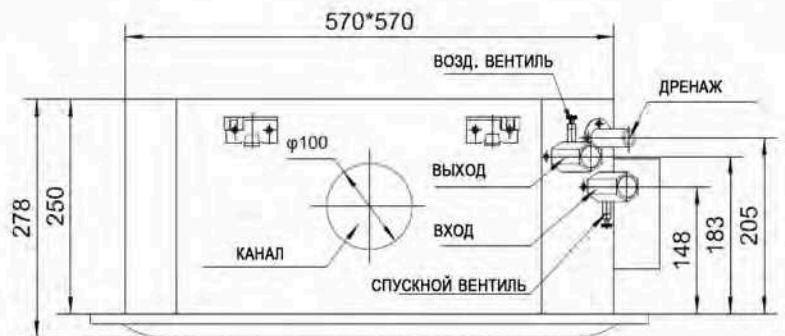 570*570
ВОЗД. ВЕНТИЛЬ
ДРЕНАЖ
φ100
ВЫХОД
278
250
КАНАЛ
ВХОД
148
183
205
СПУСКНОЙ ВЕНТИЛЬ